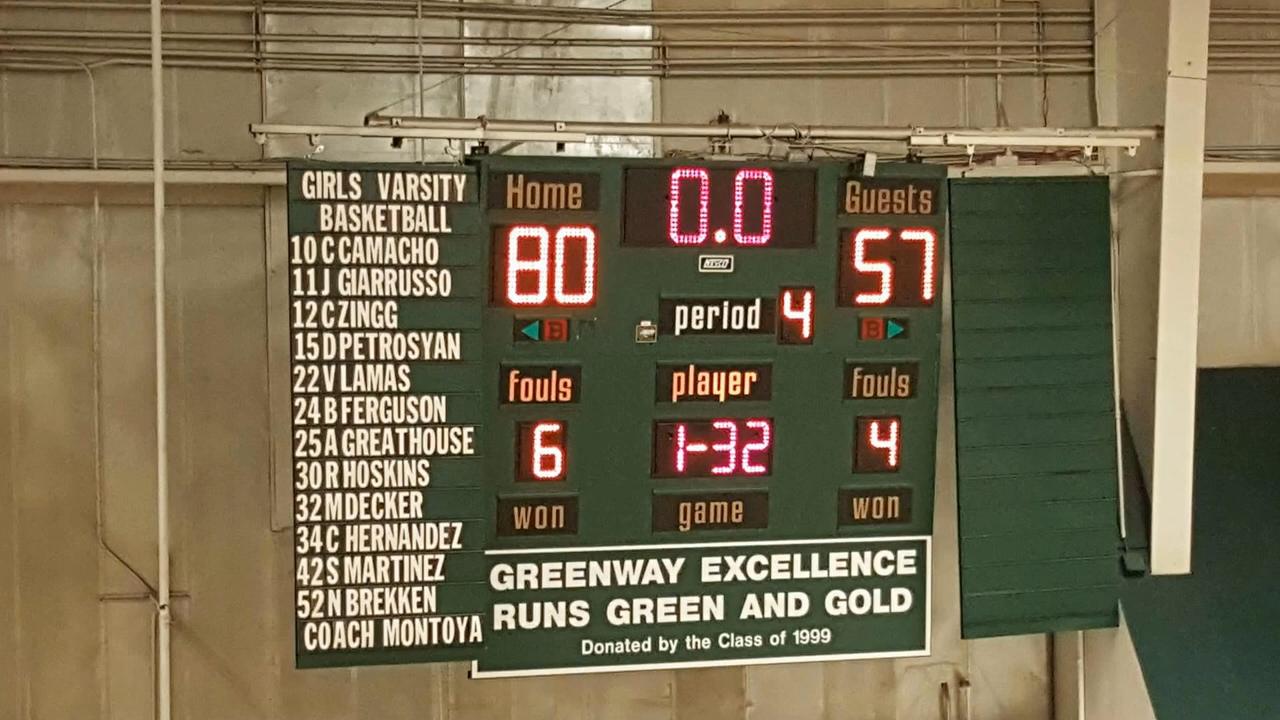 GIRLS VARSITY
BASKETBALL
10 C CAMACHO
11 J GIARRUSSO
12 C ZINGG
15 D PETROSYAN
22 V LAMAS
24 B FERGUSON
25 A GREATHOUSE
30 R HOSKINS
32 M DECKER
34 C HERNANDEZ
42 S MARTINEZ
52 N BREKKEN
COACH MONTOYA
Home 0.0 Guests
80 57
NEVCO
period 4
B B
fouls player fouls
6 1-32 4
won game won
GREENWAY EXCELLENCE
RUNS GREEN AND GOLD
Donated by the Class of 1999